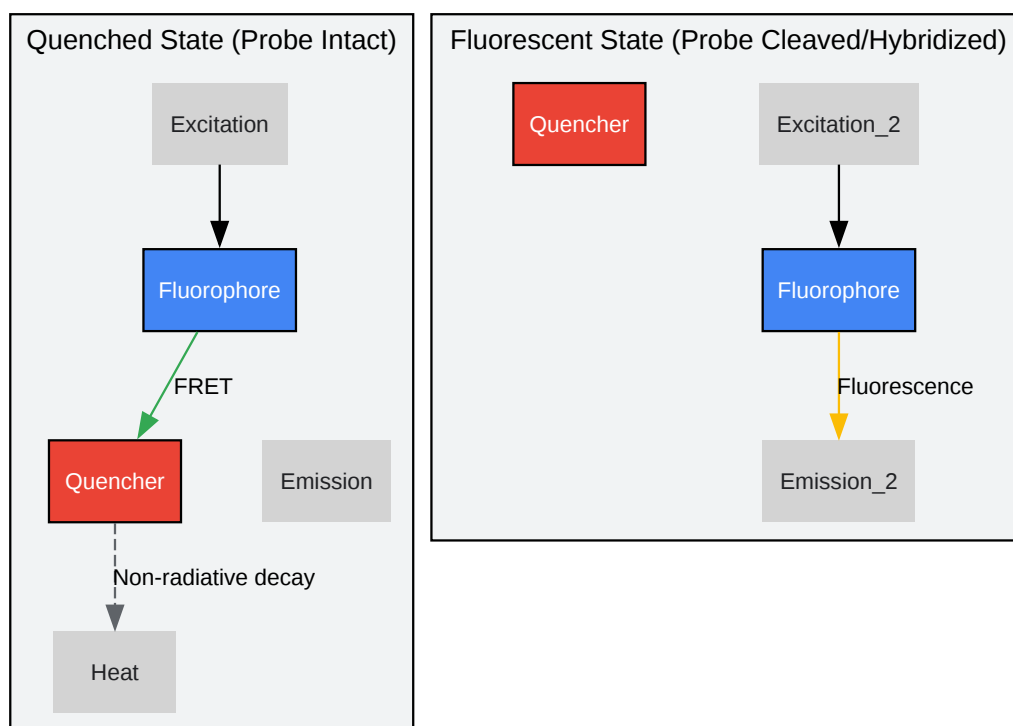 Quenched State (Probe Intact)
Excitation
Fluorophore
FRET
Quencher
Emission
Non-radiative decay
Heat
Fluorescent State (Probe Cleaved/Hybridized)
Quencher
Excitation_2
Fluorophore
Fluorescence
Emission_2